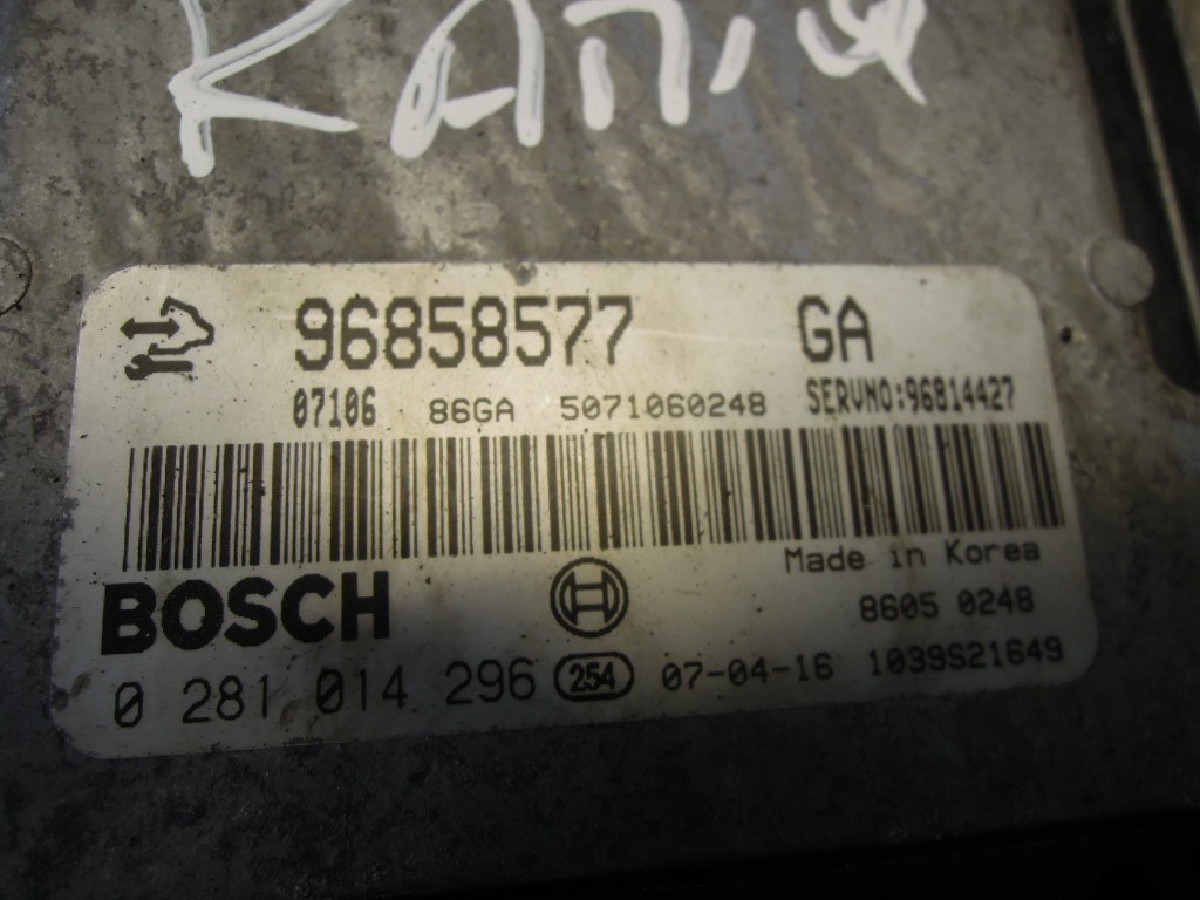 96858577 GA
07106 86GA 5071060248 SERVNO:96814427
Made in Korea
BOSCH
8605 0248
0 281 014 296 254 07-04-16 1039S21649